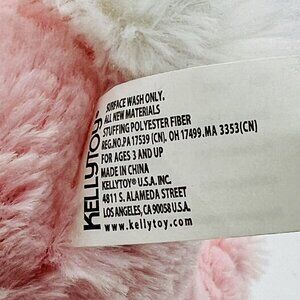 KELLYTOY®
SURFACE WASH ONLY.
ALL NEW MATERIALS
STUFFING POLYESTER FIBER
REG.NO.PA 17539 (CN). OH 17499.MA 3353(CN)
FOR AGES 3 AND UP
MADE IN CHINA
KELLYTOY® U.S.A. INC.
4811 S. ALAMEDA STREET
LOS ANGELES, CA 90058 U.S.A.
www.kellytoy.com